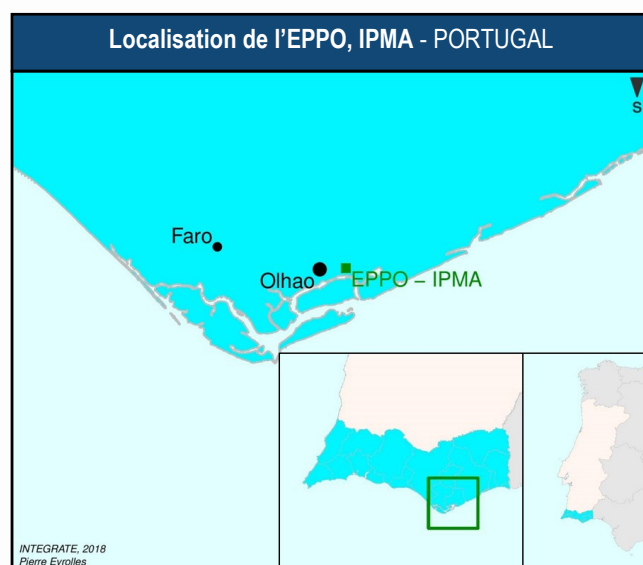 Localisation de l'EPPO, IPMA - PORTUGAL
S
Faro
Olhao
EPPO – IPMA
INTEGRATE, 2018
Pierre Eyrolles